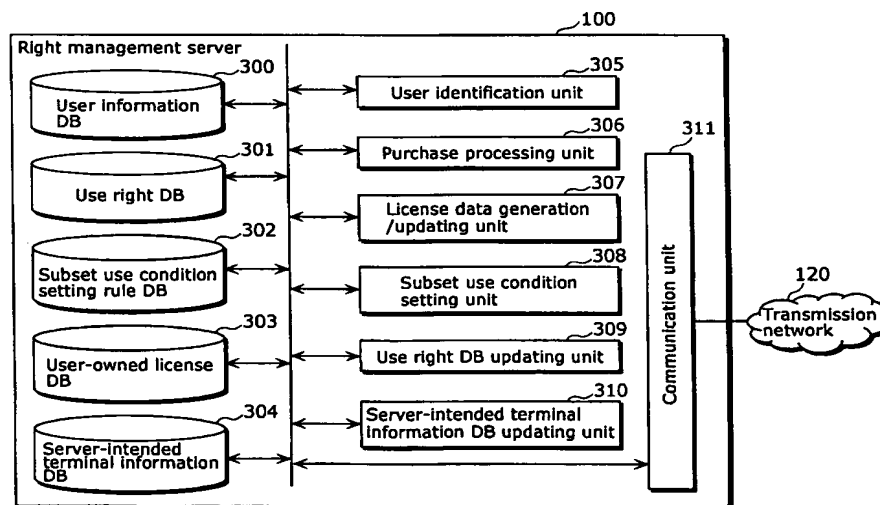 100
Right management server
300
User information
DB
301
Use right DB
302
Subset use condition
setting rule DB
303
User-owned license
DB
304
Server-intended
terminal information
DB
305
User identification unit
306
Purchase processing unit
307
License data generation
/updating unit
308
Subset use condition
setting unit
309
Use right DB updating unit
310
Server-intended terminal
information DB updating unit
311
Communication unit
120
Transmission
network